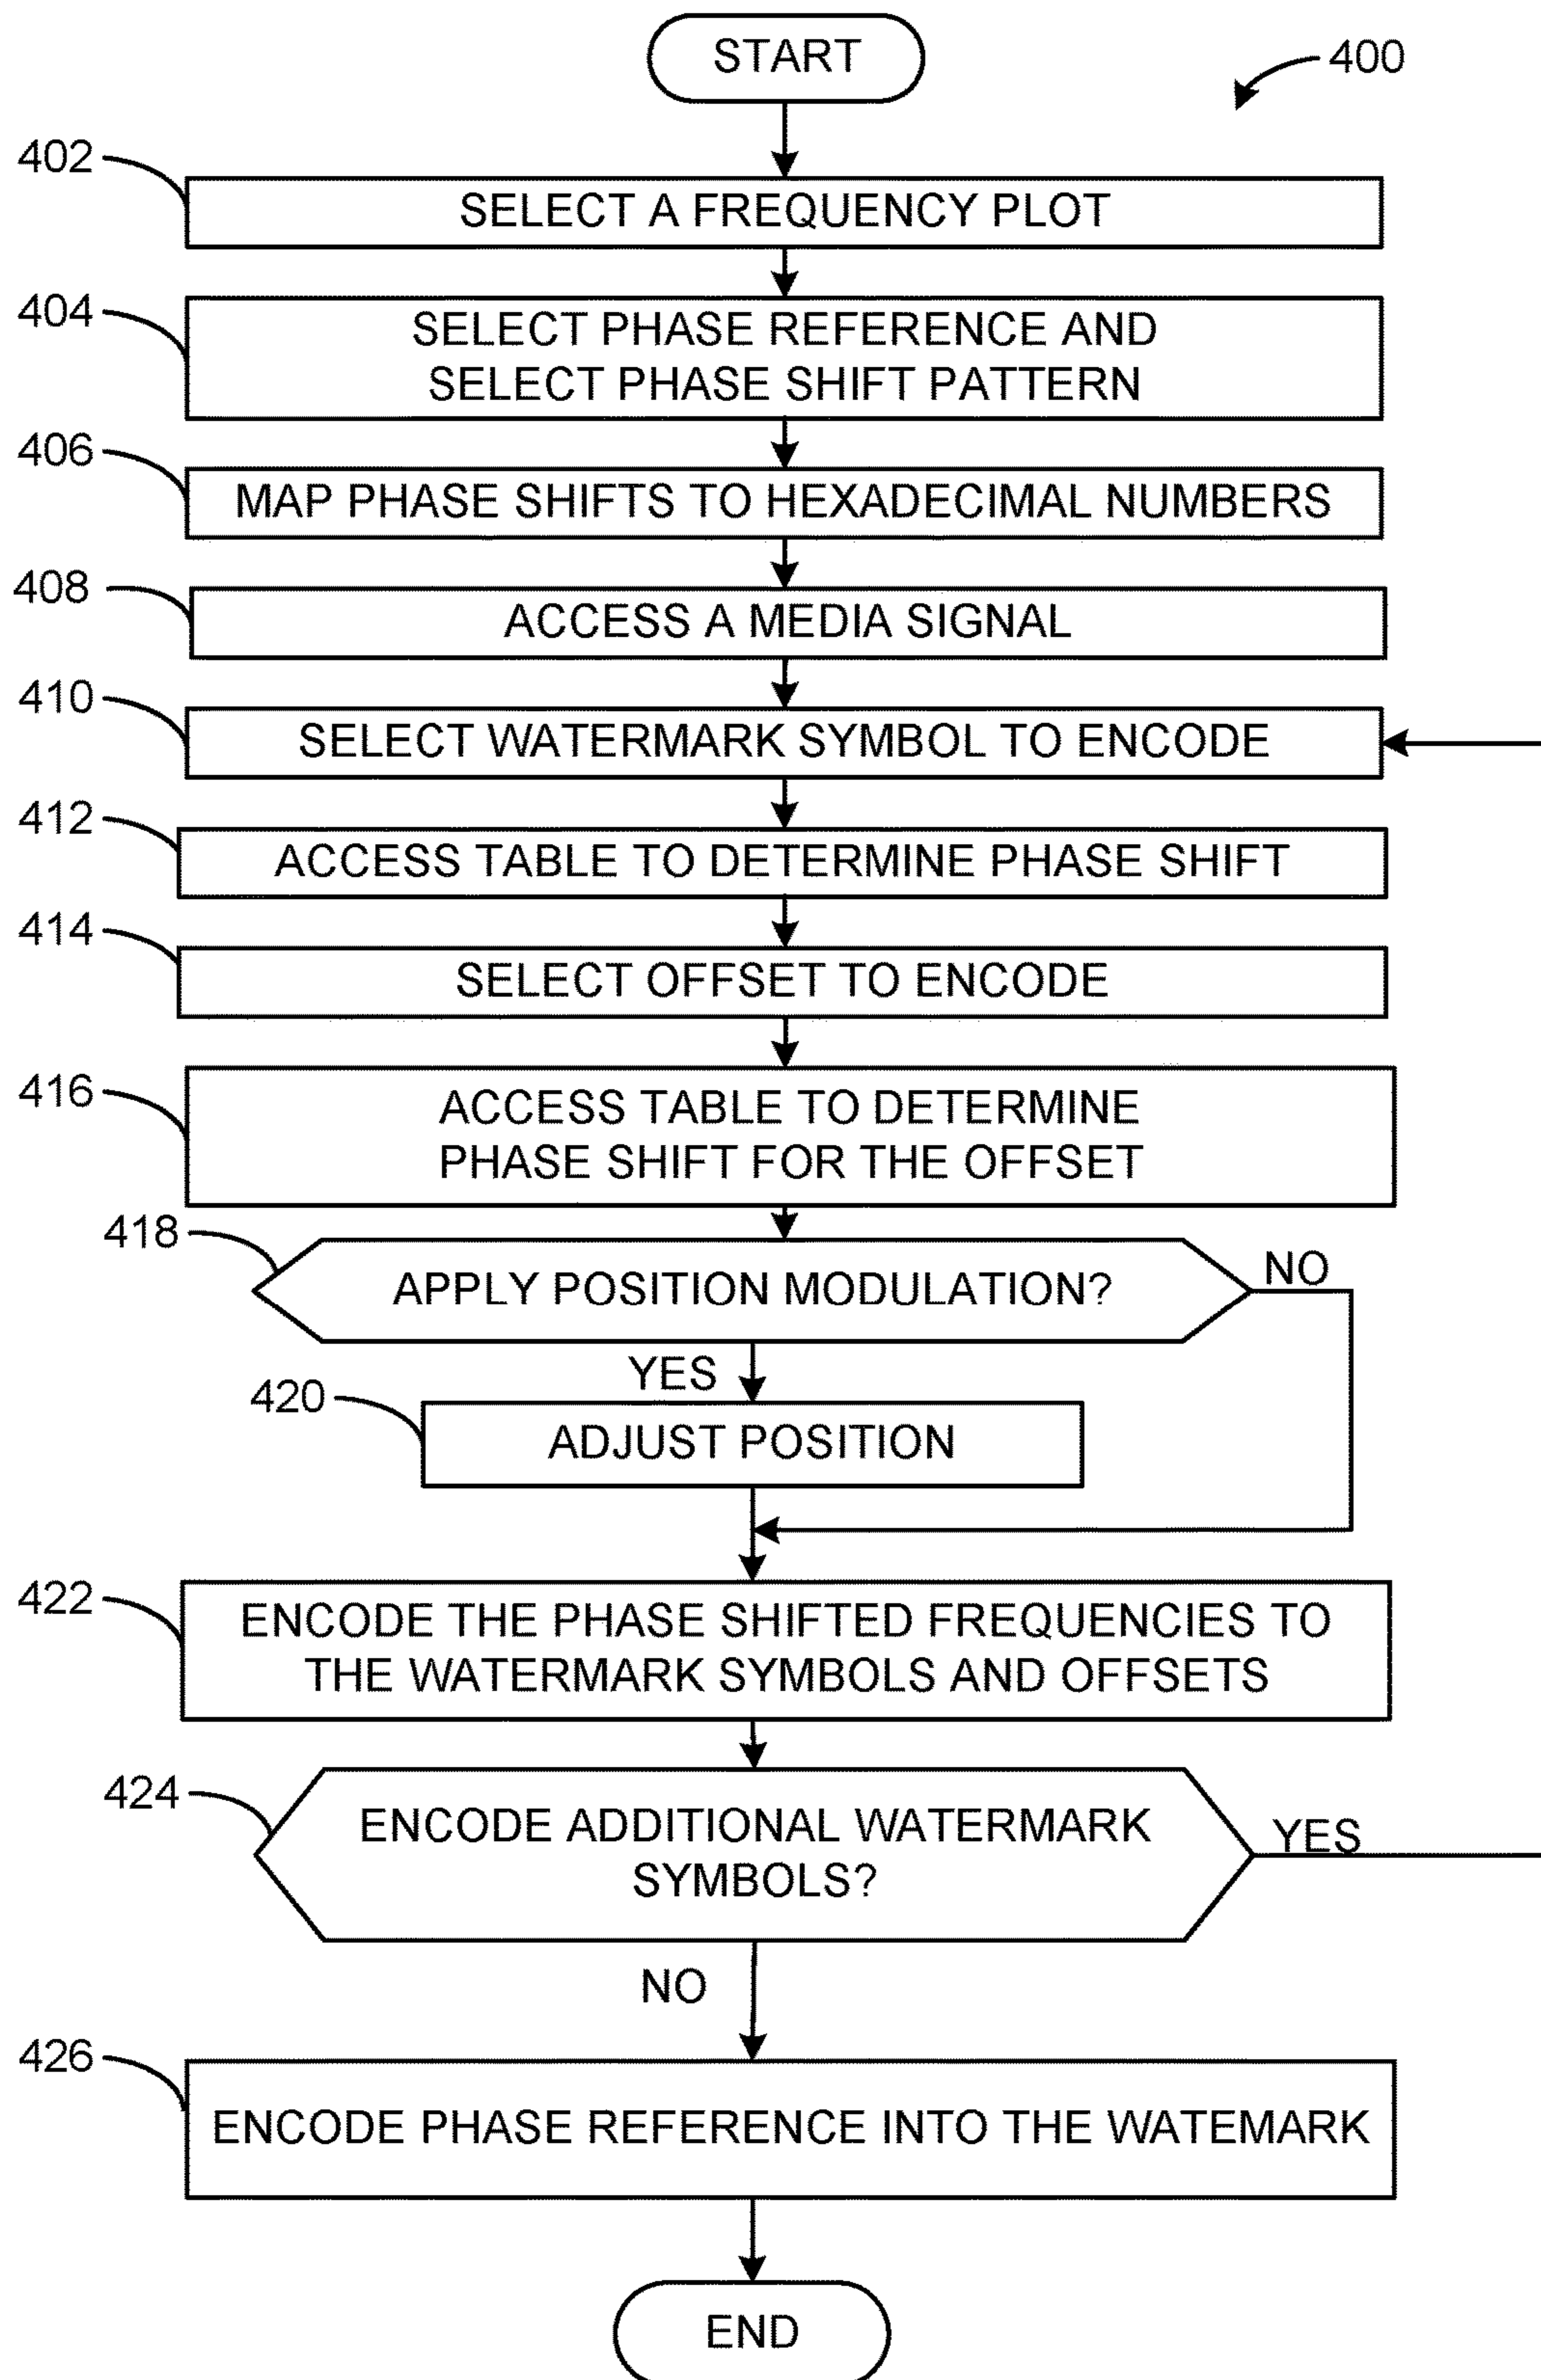 START
400
402
SELECT A FREQUENCY PLOT
404
SELECT PHASE REFERENCE AND
SELECT PHASE SHIFT PATTERN
406
MAP PHASE SHIFTS TO HEXADECIMAL NUMBERS
408
ACCESS A MEDIA SIGNAL
410
SELECT WATERMARK SYMBOL TO ENCODE
412
ACCESS TABLE TO DETERMINE PHASE SHIFT
414
SELECT OFFSET TO ENCODE
416
ACCESS TABLE TO DETERMINE
PHASE SHIFT FOR THE OFFSET
418
APPLY POSITION MODULATION?
NO
YES
420
ADJUST POSITION
422
ENCODE THE PHASE SHIFTED FREQUENCIES TO
THE WATERMARK SYMBOLS AND OFFSETS
424
ENCODE ADDITIONAL WATERMARK
SYMBOLS?
YES
NO
426
ENCODE PHASE REFERENCE INTO THE WATEMARK
END